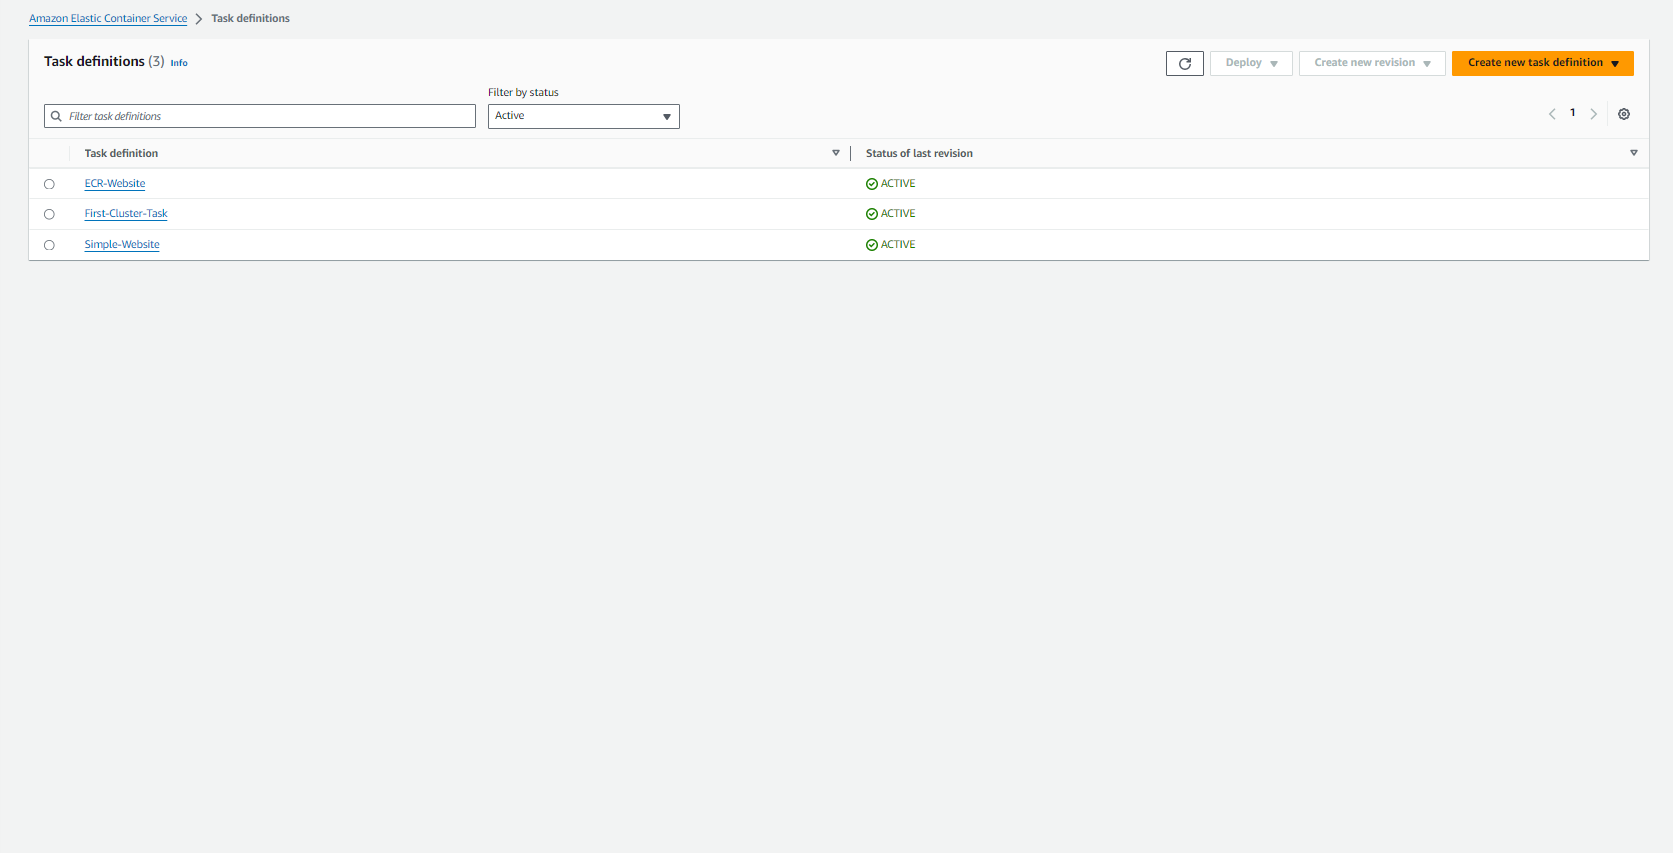 Amazon Elastic Container Service > Task definitions
Task definitions (3) Info
Deploy
Create new revision
Create new task definition
Filter by status
Filter task definitions
Active
1
Task definition
Status of last revision
ECR-Website
ACTIVE
First-Cluster-Task
ACTIVE
Simple-Website
ACTIVE